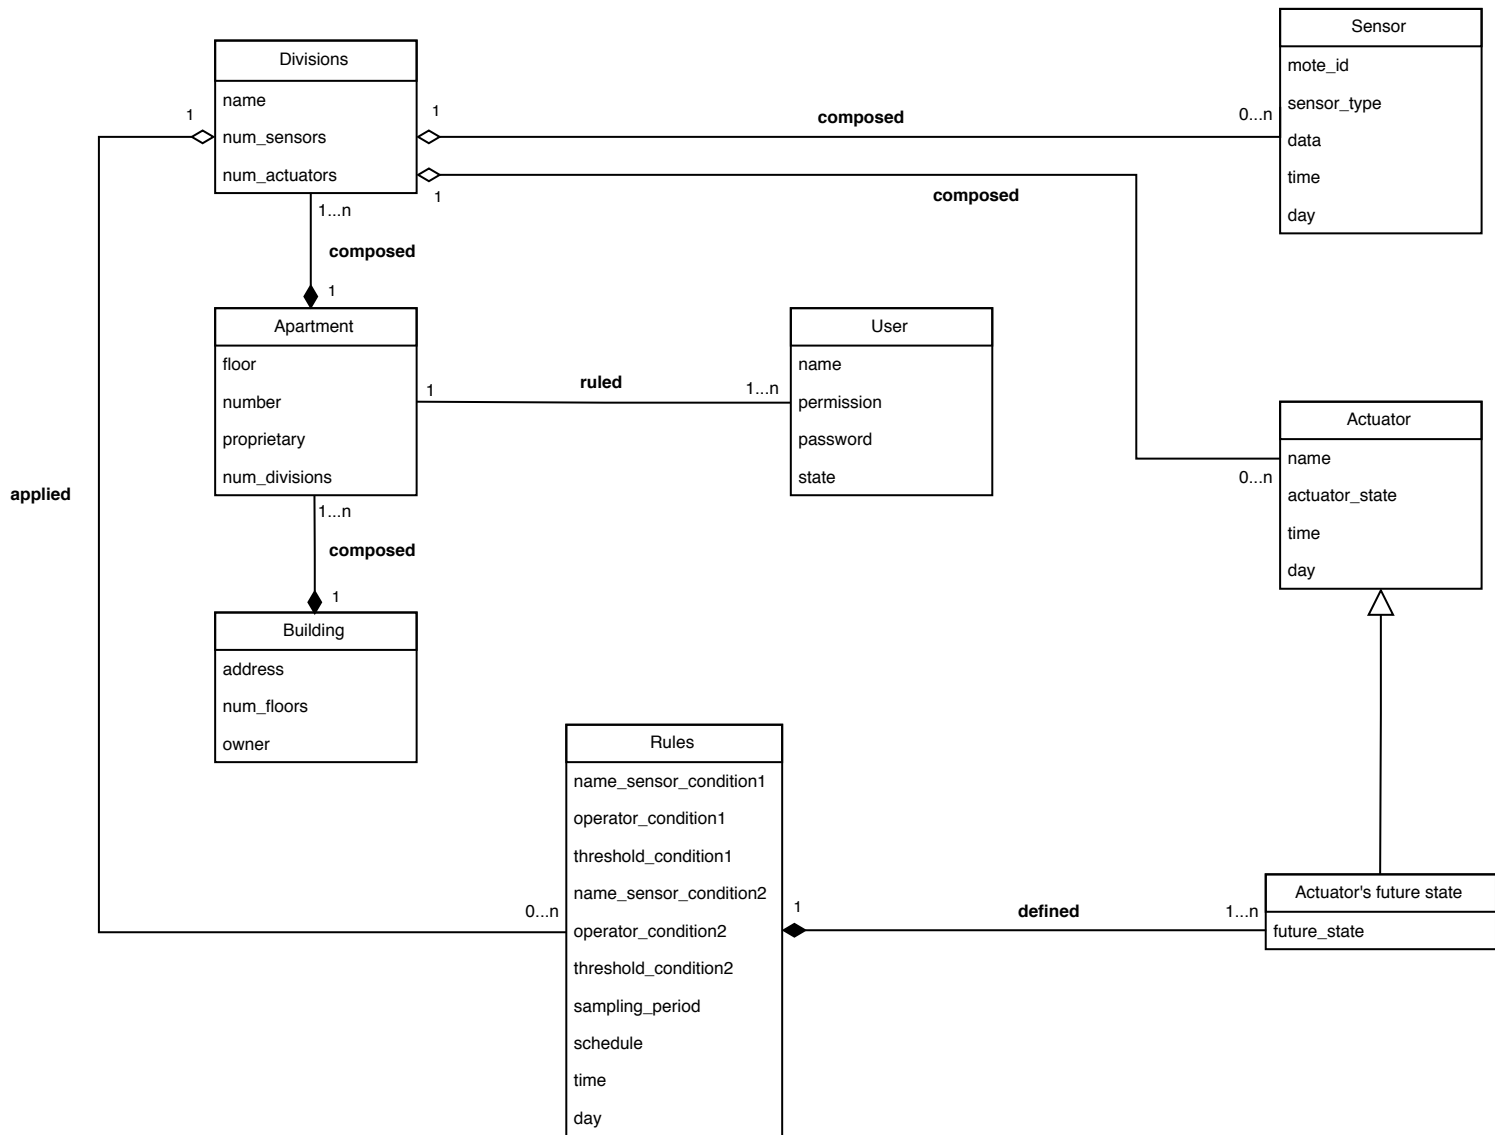 Divisions
name
num_sensors
num_actuators
1
1
1
composed
0...n
composed
Sensor
mote_id
sensor_type
data
time
day
1...n
composed
1
Apartment
floor
number
proprietary
num_divisions
1
ruled
1...n
User
name
permission
password
state
Actuator
name
actuator_state
time
day
0...n
applied
1...n
composed
1
Building
address
num_floors
owner
Rules
name_sensor_condition1
operator_condition1
threshold_condition1
name_sensor_condition2
operator_condition2
threshold_condition2
sampling_period
schedule
time
day
0...n
1
defined
1...n
Actuator's future state
future_state